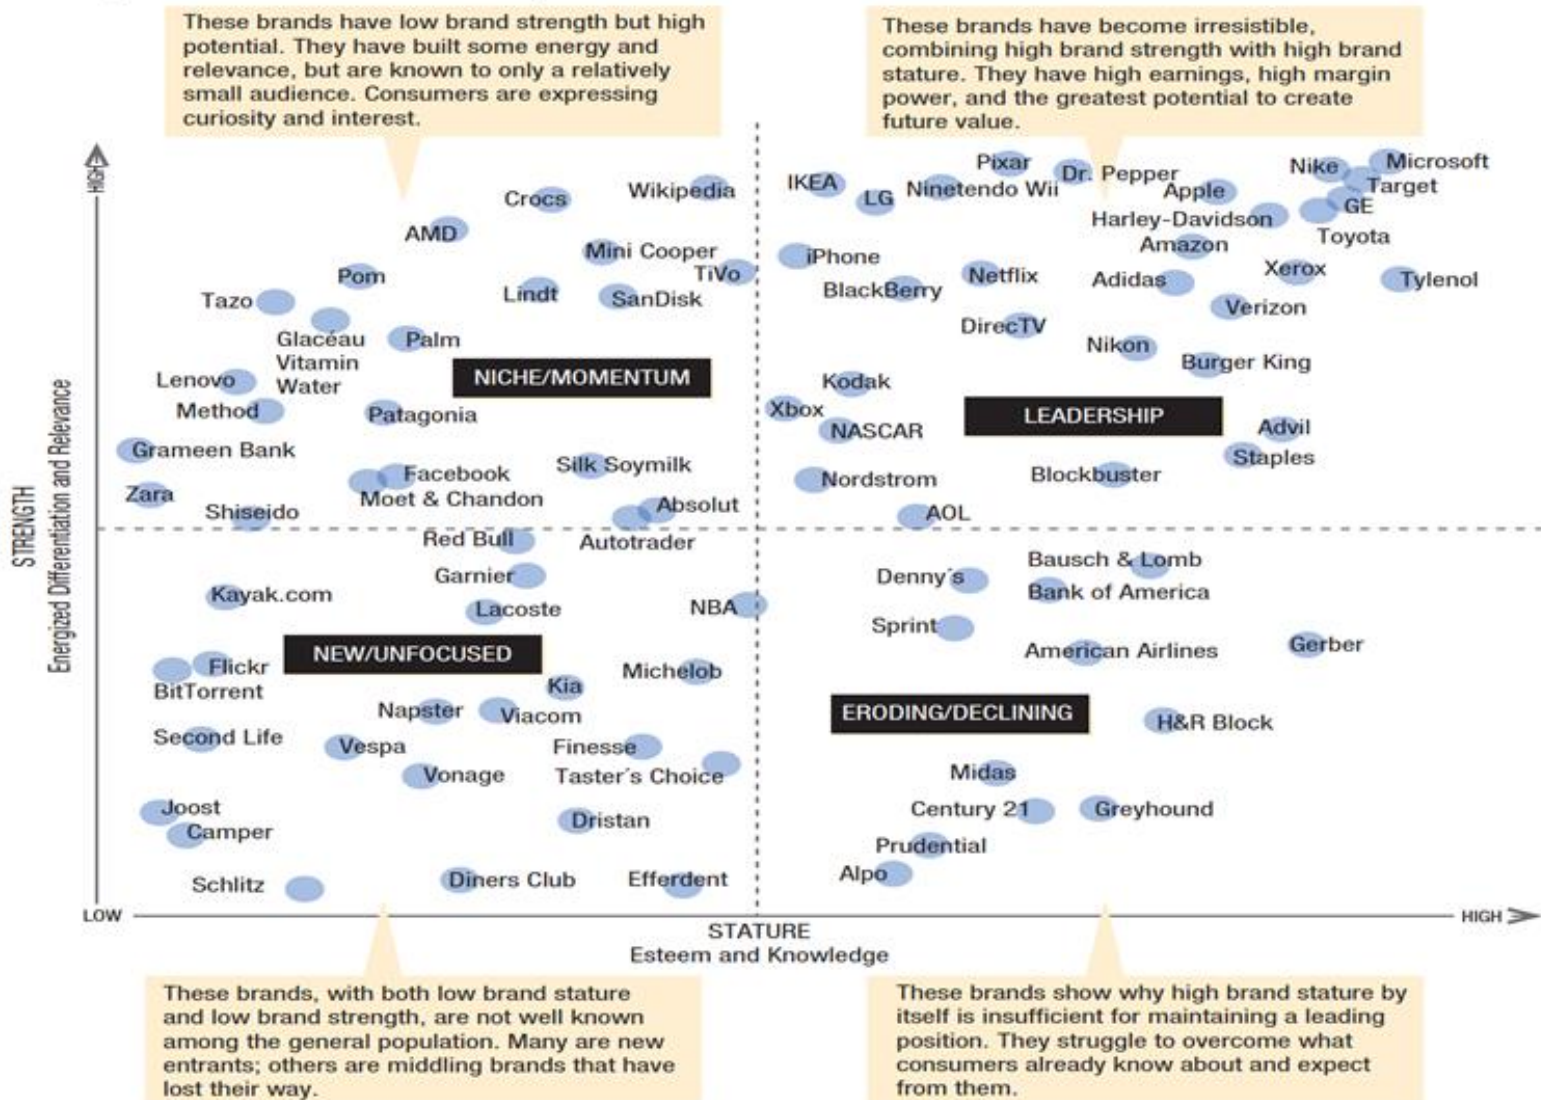 These brands have low brand strength but high
potential. They have built some energy and
relevance, but are known to only a relatively
small audience. Consumers are expressing
curiosity and interest.
These brands have become irresistible,
combining high brand strength with high brand
stature. They have high earnings, high margin
power, and the greatest potential to create
future value.
HIGH
STRENGTH
Energized Differentiation and Relevance
Crocs
Wikipedia
AMD
Mini Cooper
TiVo
Pom
Lindt
SanDisk
Tazo
Glacéau
Vitamin
Water
Palm
NICHE/MOMENTUM
Lenovo
Method
Patagonia
Grameen Bank
Facebook
Silk Soymilk
Moet & Chandon
Zara
Absolut
Shiseido
Autotrader
IKEA
Pixar
Dr. Pepper
Nike
Microsoft
Ninetendo Wii
Target
LG
Apple
GE
Harley-Davidson
Toyota
Amazon
iPhone
Netflix
Xerox
Tylenol
BlackBerry
Adidas
Verizon
DirecTV
Nikon
Burger King
Kodak
Xbox
LEADERSHIP
NASCAR
Advil
Staples
Nordstrom
Blockbuster
AOL
Red Bull
Garnier
Kayak.com
Lacoste
NBA
NEW/UNFOCUSED
Flickr
BitTorrent
Michelob
Kia
Napster
Viacom
Second Life
Vespa
Finesse
Vonage
Taster´s Choice
Joost
Camper
Dristan
Schlitz
Diners Club
Efferdent
Bausch & Lomb
Denny´s
Bank of America
Sprint
American Airlines
Gerber
ERODING/DECLINING
H&R Block
Midas
Century 21
Greyhound
Prudential
Alpo
LOW
HIGH
STATURE
Esteem and Knowledge
These brands, with both low brand stature
and low brand strength, are not well known
among the general population. Many are new
entrants; others are middling brands that have
lost their way.
These brands show why high brand stature by
itself is insufficient for maintaining a leading
position. They struggle to overcome what
consumers already know about and expect
from them.